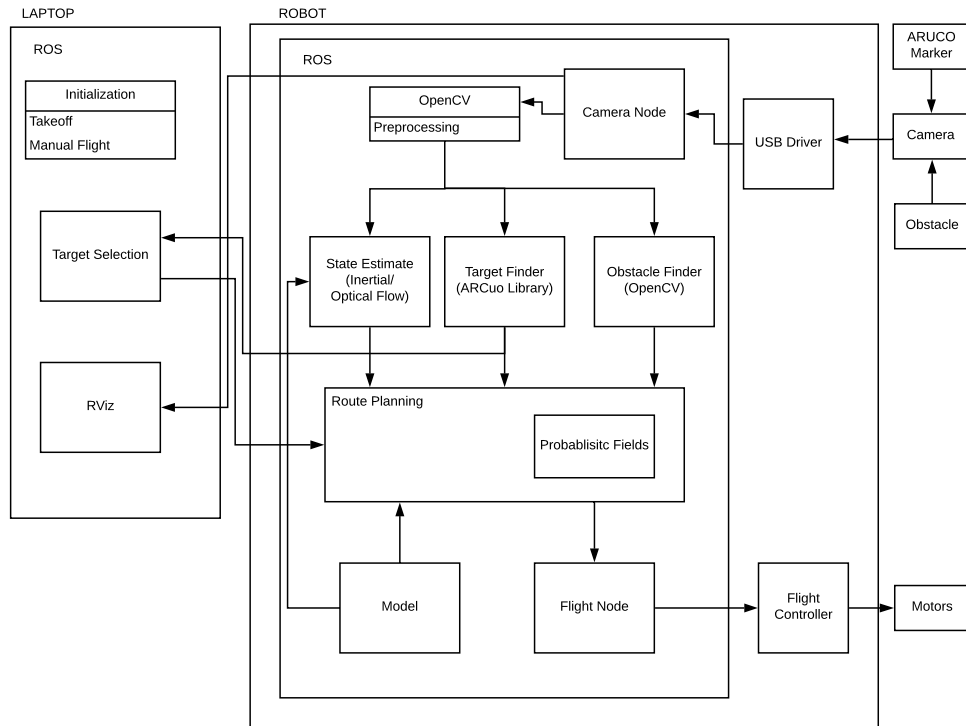 LAPTOP
ROS
Initialization
Takeoff
Manual Flight
Target Selection
RViz
ROBOT
ROS
OpenCV
Preprocessing
Camera Node
USB Driver
ARUCO
Marker
Camera
Obstacle
State Estimate
(Inertial/
Optical Flow)
Target Finder
(ARCuo Library)
Obstacle Finder
(OpenCV)
Route Planning
Probablisitc Fields
Model
Flight Node
Flight
Controller
Motors